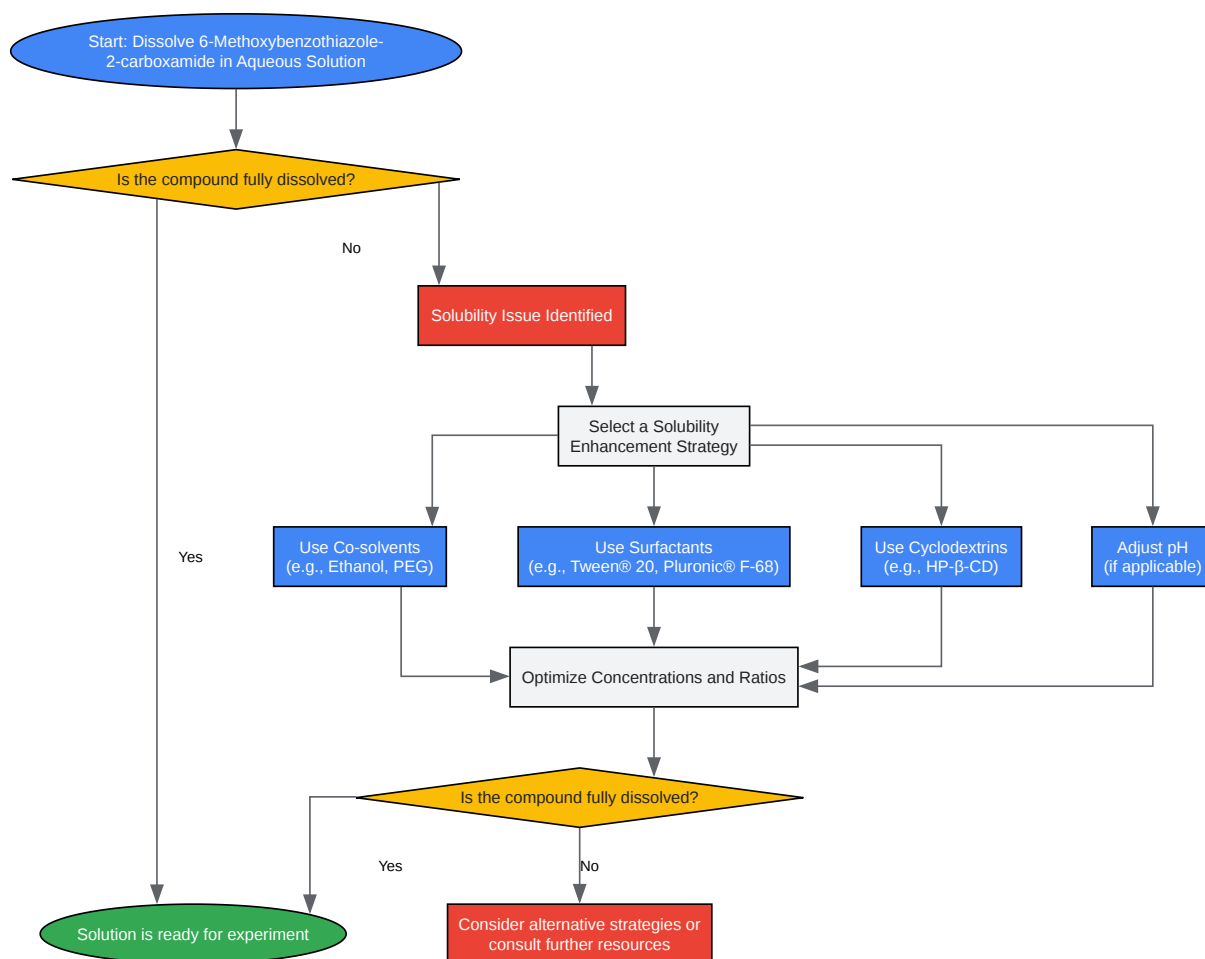 Start: Dissolve 6-Methoxybenzothiazole-
2-carboxamide in Aqueous Solution
Is the compound fully dissolved?
No
Solubility Issue Identified
Select a Solubility
Enhancement Strategy
Yes
Use Co-solvents
(e.g., Ethanol, PEG)
Use Surfactants
(e.g., Tween® 20, Pluronic® F-68)
Use Cyclodextrins
(e.g., HP-β-CD)
Adjust pH
(if applicable)
Optimize Concentrations and Ratios
Is the compound fully dissolved?
Yes
No
Solution is ready for experiment
Consider alternative strategies or
consult further resources